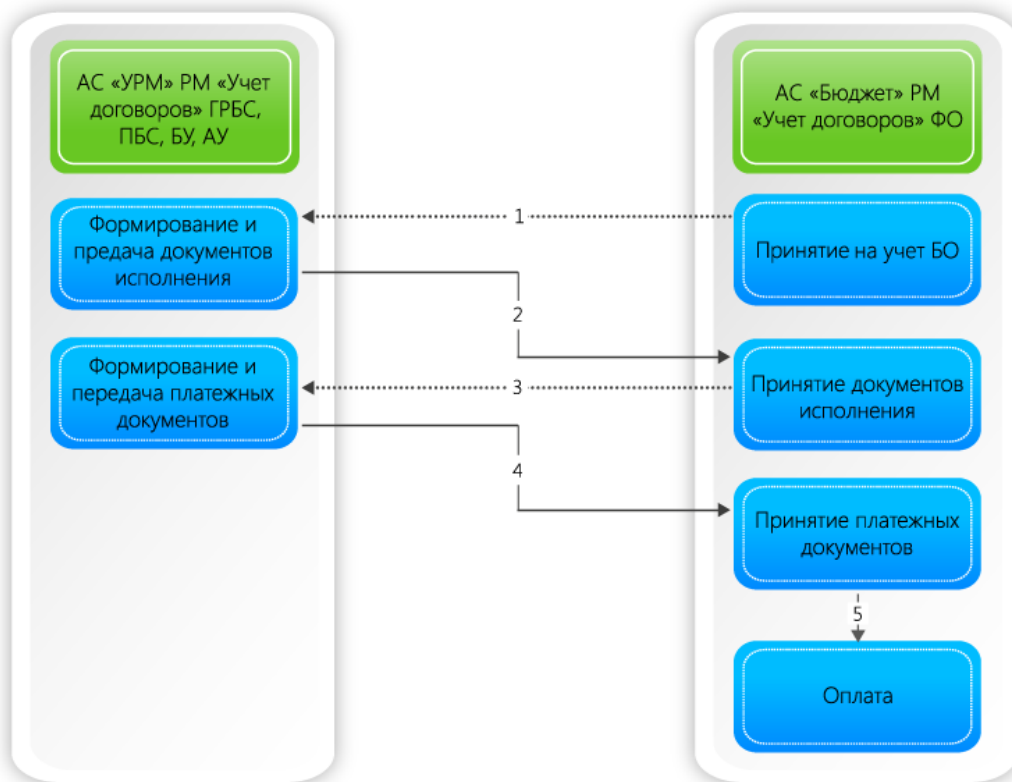 АС «УРМ» РМ «Учет
договоров» ГРБС,
ПБС, БУ, АУ
АС «Бюджет» РМ
«Учет договоров» ФО
Формирование и
предача документов
исполнения
1
Принятие на учет БО
2
Формирование и
передача платежных
документов
3
Принятие документов
исполнения
4
Принятие платежных
документов
5
Оплата